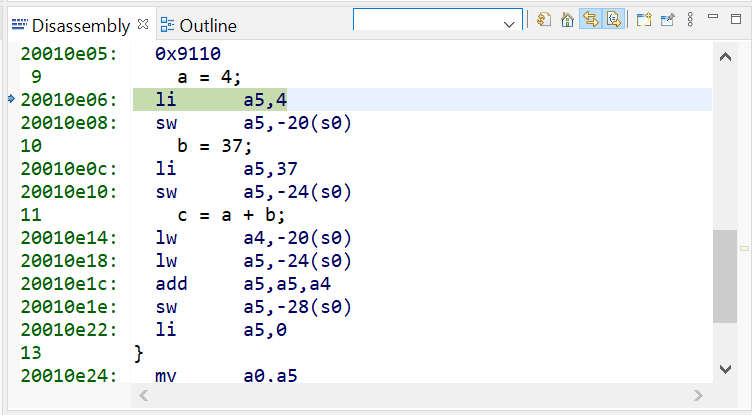 Disassembly Outline
20010e05: 0x9110
9 a = 4;
20010e06: li a5,4
20010e08: sw a5,-20(s0)
10 b = 37;
20010e0c: li a5,37
20010e10: sw a5,-24(s0)
11 c = a + b;
20010e14: lw a4,-20(s0)
20010e18: lw a5,-24(s0)
20010e1c: add a5,a5,a4
20010e1e: sw a5,-28(s0)
20010e22: li a5,0
13 }
20010e24: mv a0,a5